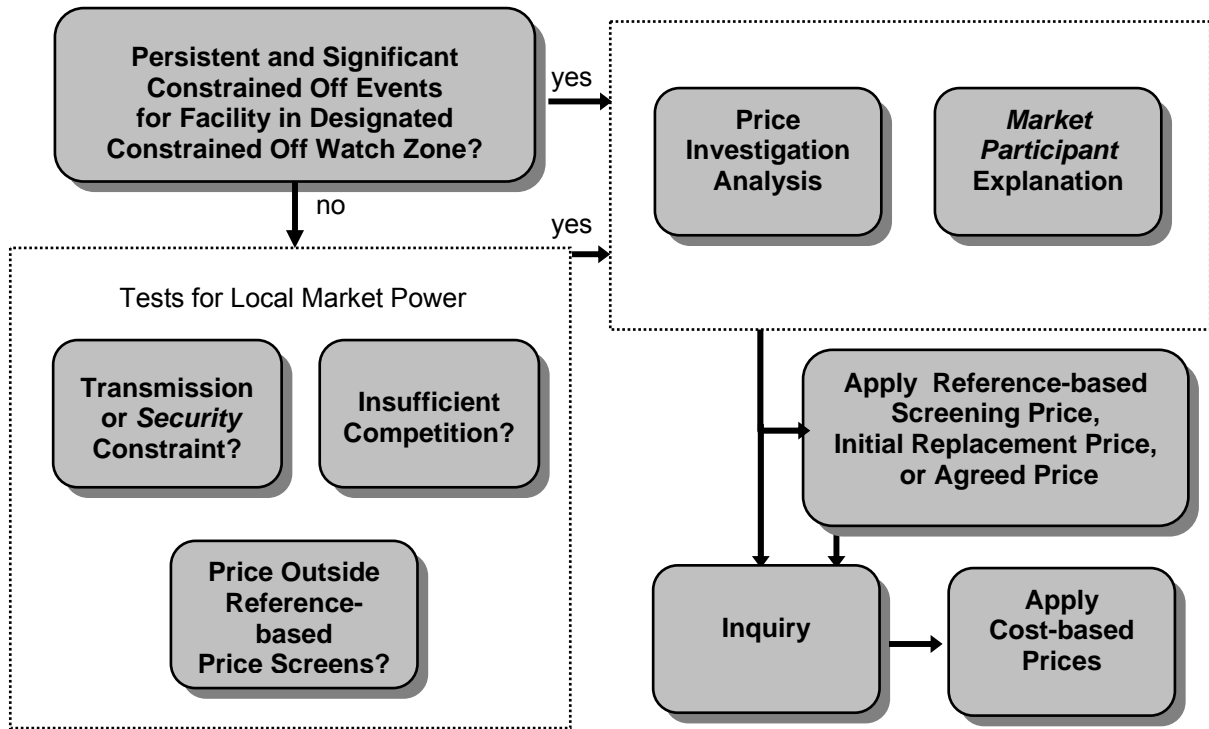 Persistent and Significant
Constrained Off Events
for Facility in Designated
Constrained Off Watch Zone?
yes
Price
Investigation
Analysis
Market
Participant
Explanation
no
yes
Tests for Local Market Power
Transmission
or Security
Constraint?
Insufficient
Competition?
Price Outside
Reference-
based
Price Screens?
Apply Reference-based
Screening Price,
Initial Replacement Price,
or Agreed Price
Inquiry
Apply
Cost-based
Prices